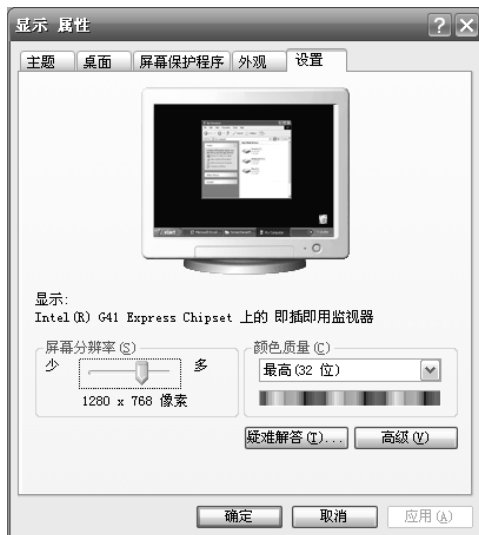 显示 属性
主题 桌面 屏幕保护程序 外观 设置
显示:
Intel(R) G41 Express Chipset 上的 即插即用监视器
屏幕分辨率(S) 颜色质量(C)
少 多 最高(32 位)
1280 x 768 像素
疑难解答(T)... 高级(V)
确定 取消 应用(A)